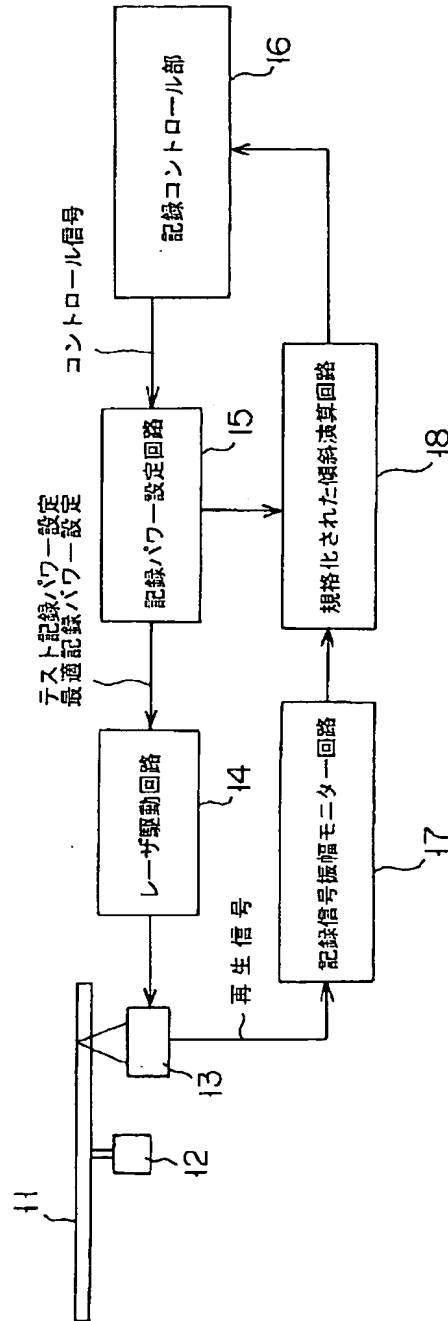 11
12
13
レーザ駆動回路
14
テスト記録パワー設定
最適記録パワー設定
記録パワー設定回路
15
コントロール信号
記録コントロール部
16
再生信号
記録信号振幅モニター回路
17
規格化された傾斜演算回路
18